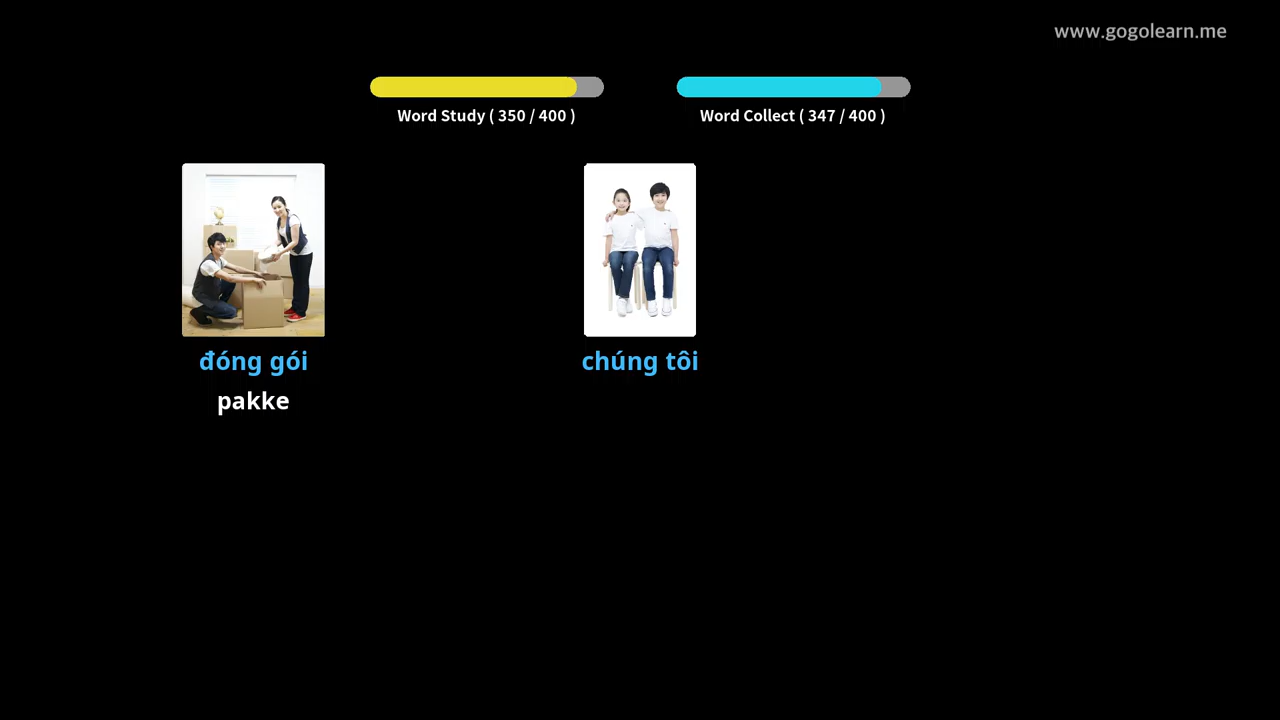 www.gogolearn.me
Word Study ( 350 / 400 )
Word Collect ( 347 / 400 )
đóng gói
chúng tôi
pakke